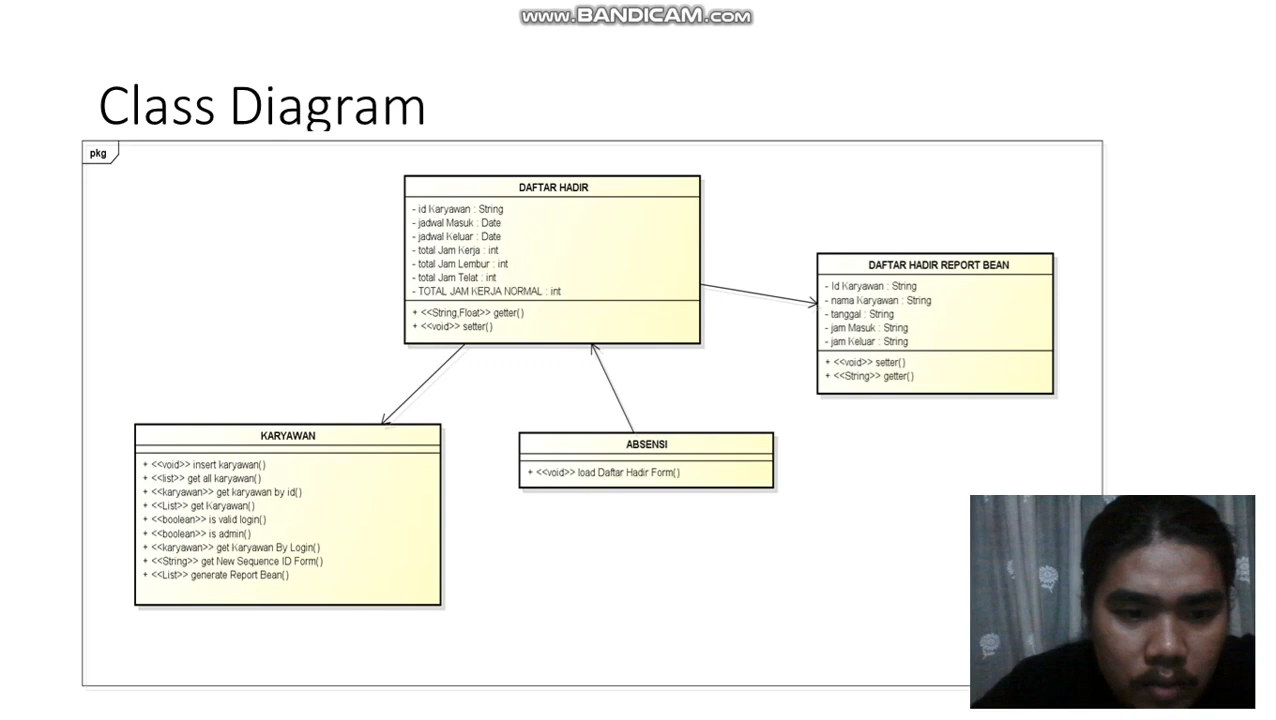 www.BANDICAM.com
Class Diagram
pkg
DAFTAR HADIR
- id Karyawan : String
- jadwal Masuk : Date
- jadwal Keluar : Date
- total Jam Kerja : int
- total Jam Lembur : int
- total Jam Telat : int
- TOTAL JAM KERJA NORMAL : int
+ <<String,Float>> getter()
+ <<void>> setter()
DAFTAR HADIR REPORT BEAN
- Id Karyawan : String
- nama Karyawan : String
- tanggal : String
- jam Masuk : String
- jam Keluar : String
+ <<void>> setter()
+ <<String>> getter()
KARYAWAN
+ <<void>> insert karyawan()
+ <<list>> get all karyawan()
+ <<karyawan>> get karyawan by id()
+ <<List>> get Karyawan()
+ <<boolean>> is valid login()
+ <<boolean>> is admin()
+ <<karyawan>> get Karyawan By Login()
+ <<String>> get New Sequence ID Form()
+ <<List>> generate Report Bean()
ABSENSI
+ <<void>> load Daftar Hadir Form()